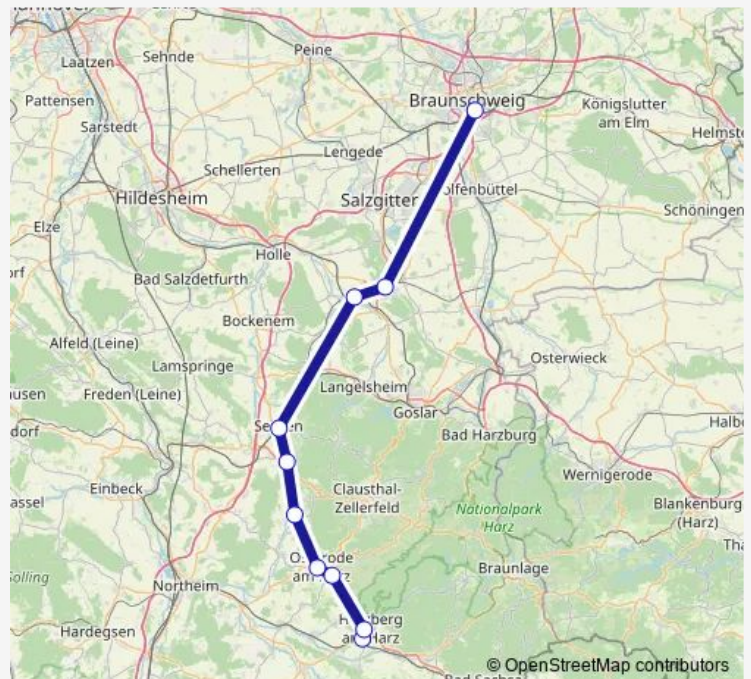 Laatzen
Sehnde
Peine
Pattensen
Braunschweig
Königslutter
am Elm
Sarstedt
Helmste
Lengede
Schellerten
Hildesheim
Salzgitter
olfenbüttel
Schöningen
Elze
Holle
Bad Salzdetfurth
Bockenem
Alfeld (Leine)
Osterwieck
Lamspringe
Langelsheim
Freden (Leine)
Goslar
Halb
dorf
Bad Harzburg
Wernigerode
Einbeck
Clausthal-
Zellerfeld
Nationalpark
Harz
Blankenburg
(Harz)
assel
Braunlage
Tha
Solling
Northeim
Hardegsen
© OpenStreetMap contributors